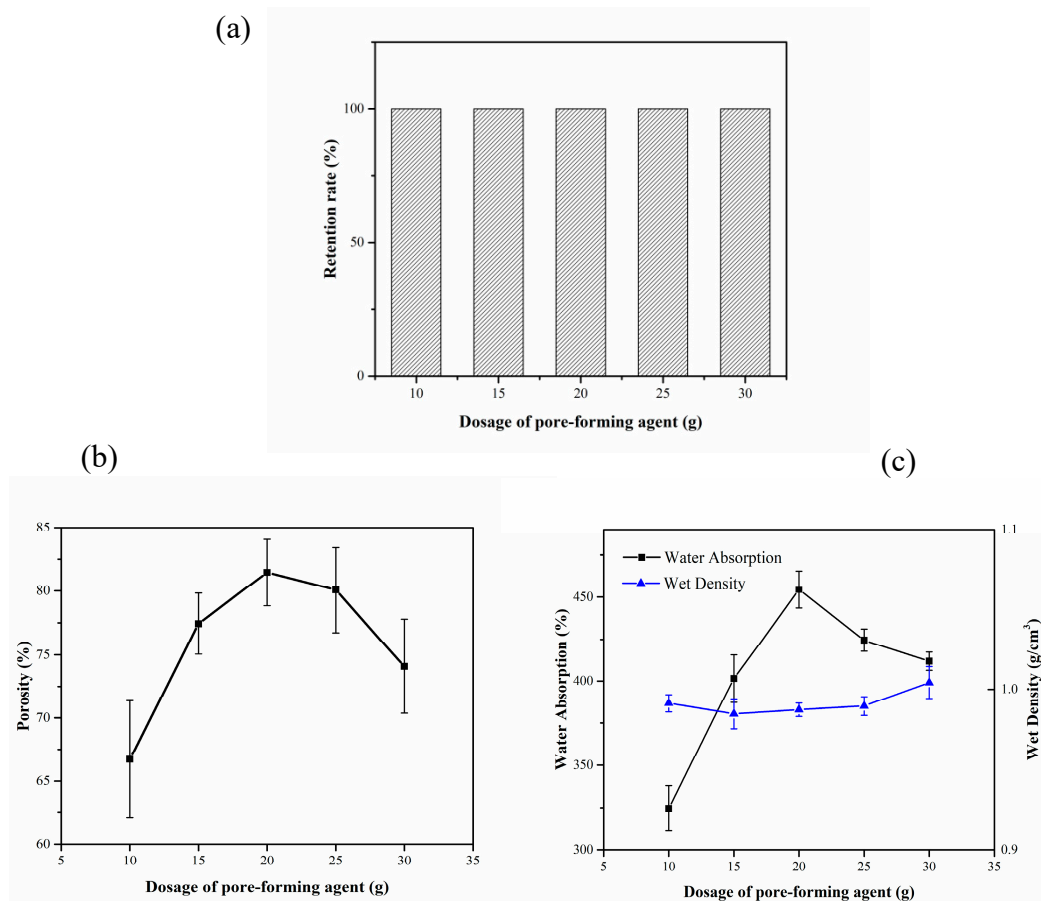 (a)
Retention rate (%)
100
50
0
10 15 20 25 30
Dosage of pore-forming agent (g)
(b)
Porosity (%)
85
80
75
70
65
60
5 10 15 20 25 30 35
Dosage of pore-forming agent (g)
(c)
Water Absorption
Wet Density
Water Absorption (%)
450
400
350
300
5 10 15 20 25 30 35
Dosage of pore-forming agent (g)
1.1
1.0
0.9
Wet Density (g/cm³)